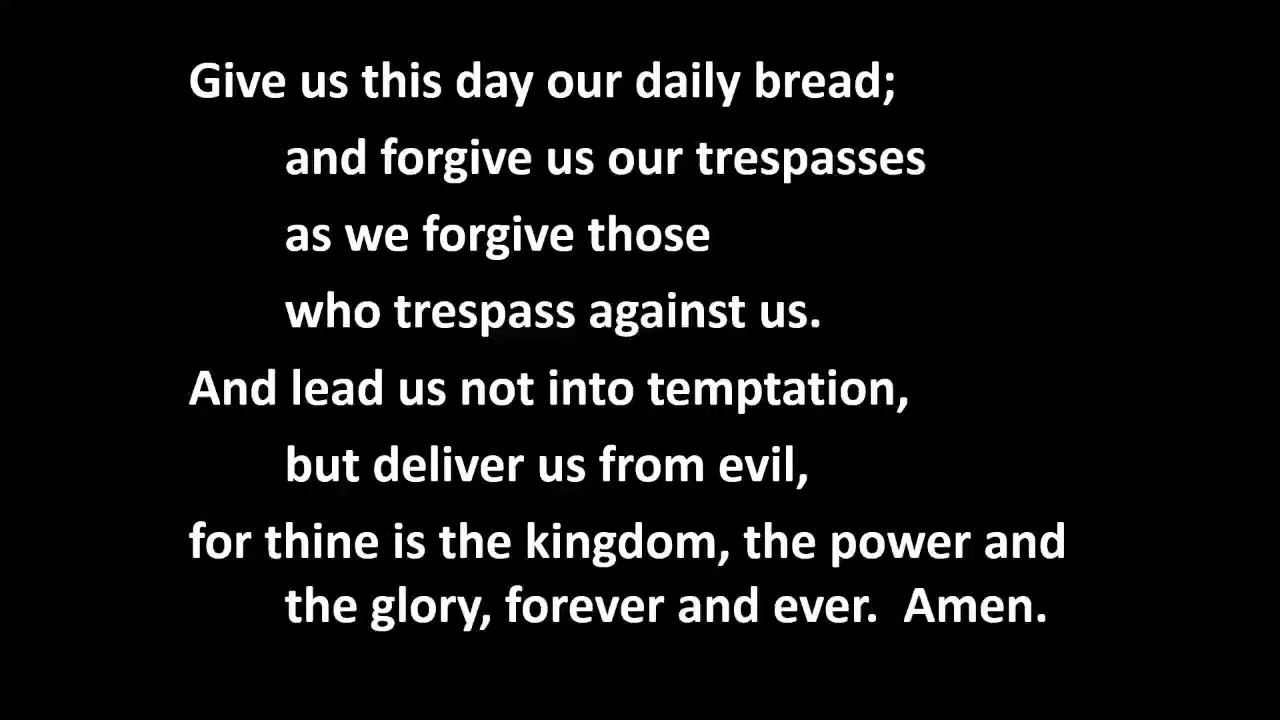 Give us this day our daily bread;
and forgive us our trespasses
as we forgive those
who trespass against us.
And lead us not into temptation,
but deliver us from evil,
for thine is the kingdom, the power and
the glory, forever and ever.  Amen.